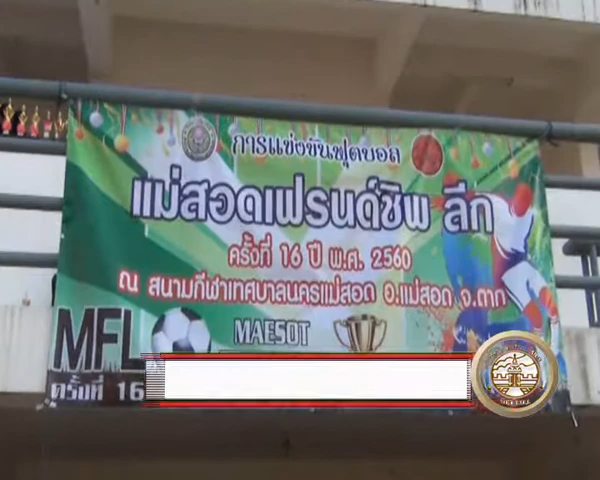 การแข่งขันฟุตบอล
แม่สอดเฟรนด์ชิพ ลีก
ครั้งที่ 16 ปี พ.ศ. 2560
ณ สนามกีฬาเทศบาลนครแม่สอด อ.แม่สอด จ.ตาก
MFL
MAESOT
ครั้งที่ 16